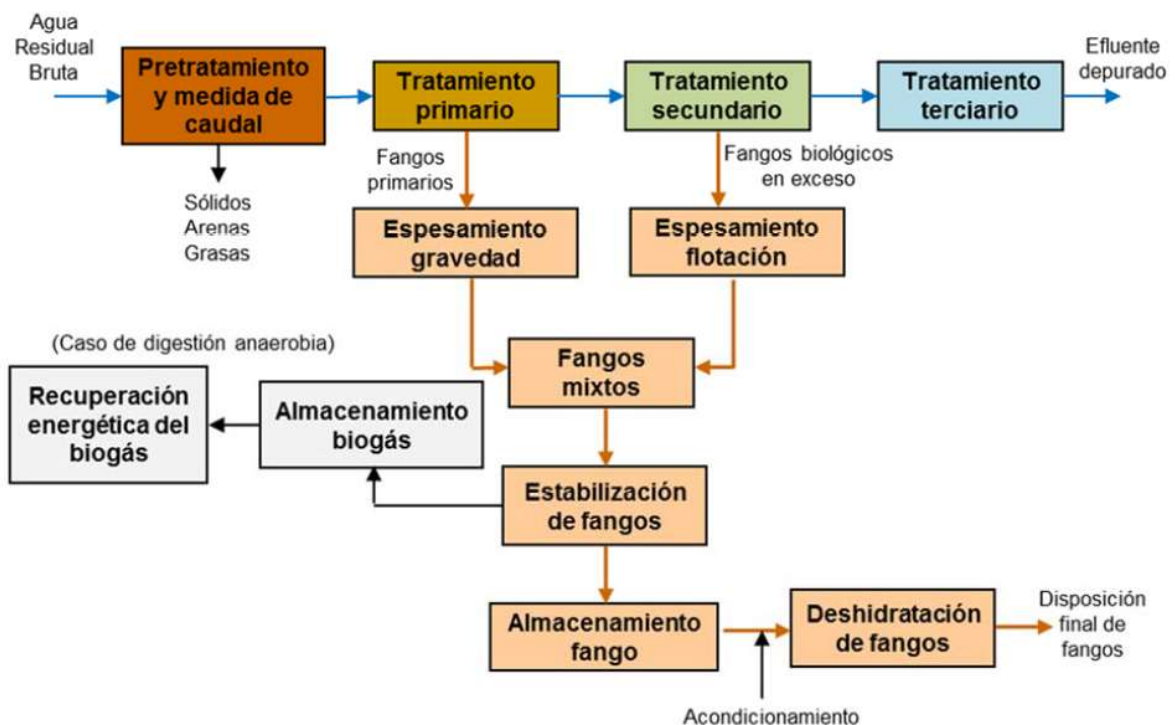 Agua
Residual
Bruta
Pretratamiento
y medida de
caudal
Tratamiento
primario
Tratamiento
secundario
Tratamiento
terciario
Efluente
depurado
Sólidos
Arenas
Grasas
Fangos
primarios
Fangos biológicos
en exceso
Espesamiento
gravedad
Espesamiento
flotación
(Caso de digestión anaerobia)
Fangos
mixtos
Recuperación
energética del
biogás
Almacenamiento
biogás
Estabilización
de fangos
Almacenamiento
fango
Deshidratación
de fangos
Disposición
final de
fangos
Acondicionamiento